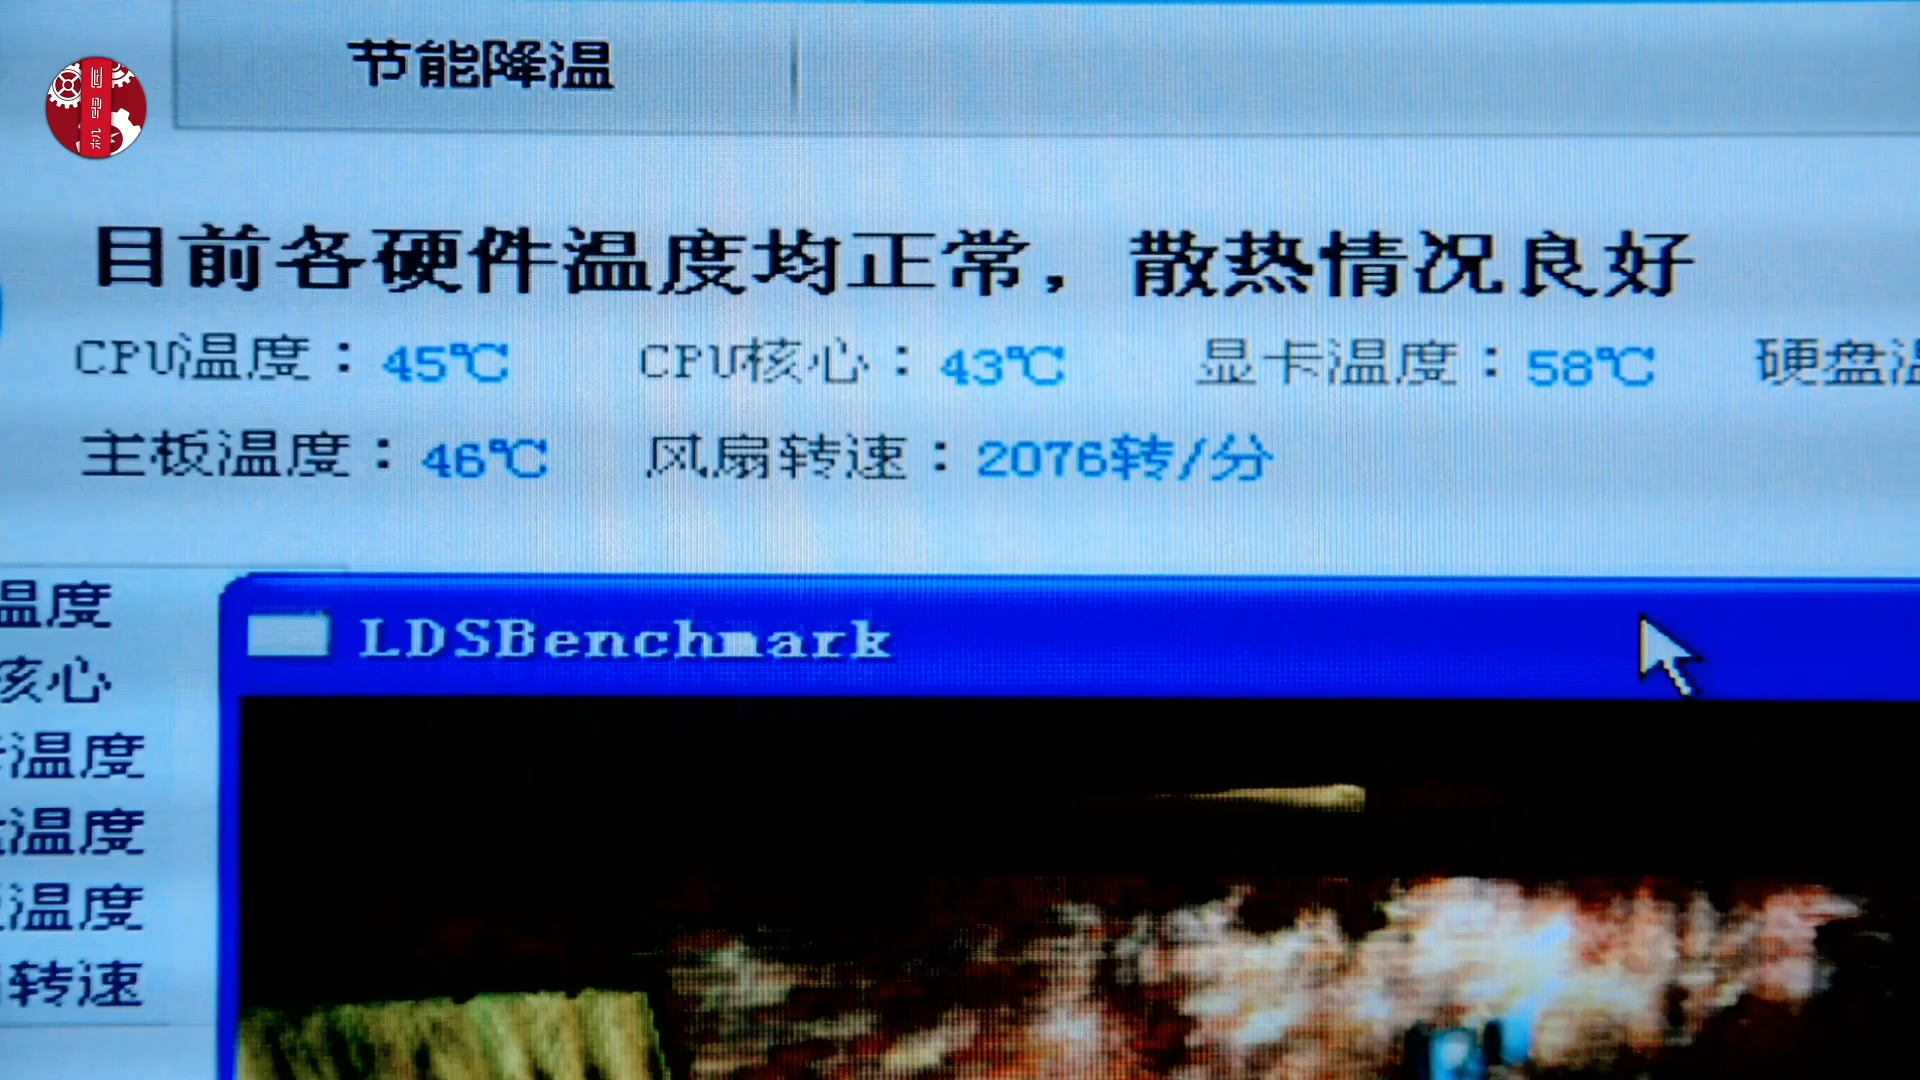 节能降温
目前各硬件温度均正常，散热情况良好
CPU温度：45℃ CPU核心：43℃ 显卡温度：58℃ 硬盘温
主板温度：46℃ 风扇转速：2076转/分
温度
核心
LDSBenchmark
温度
温度
温度
转速